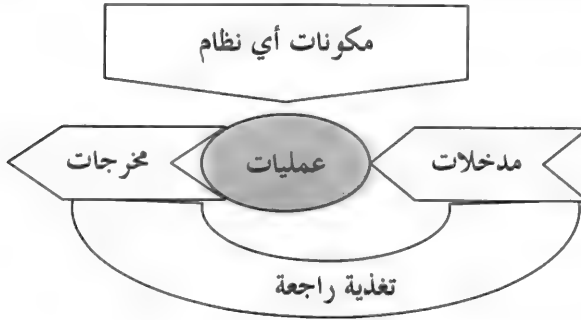 مكونات أي نظام
مدخلات
عمليات
مخرجات
تغذية راجعة